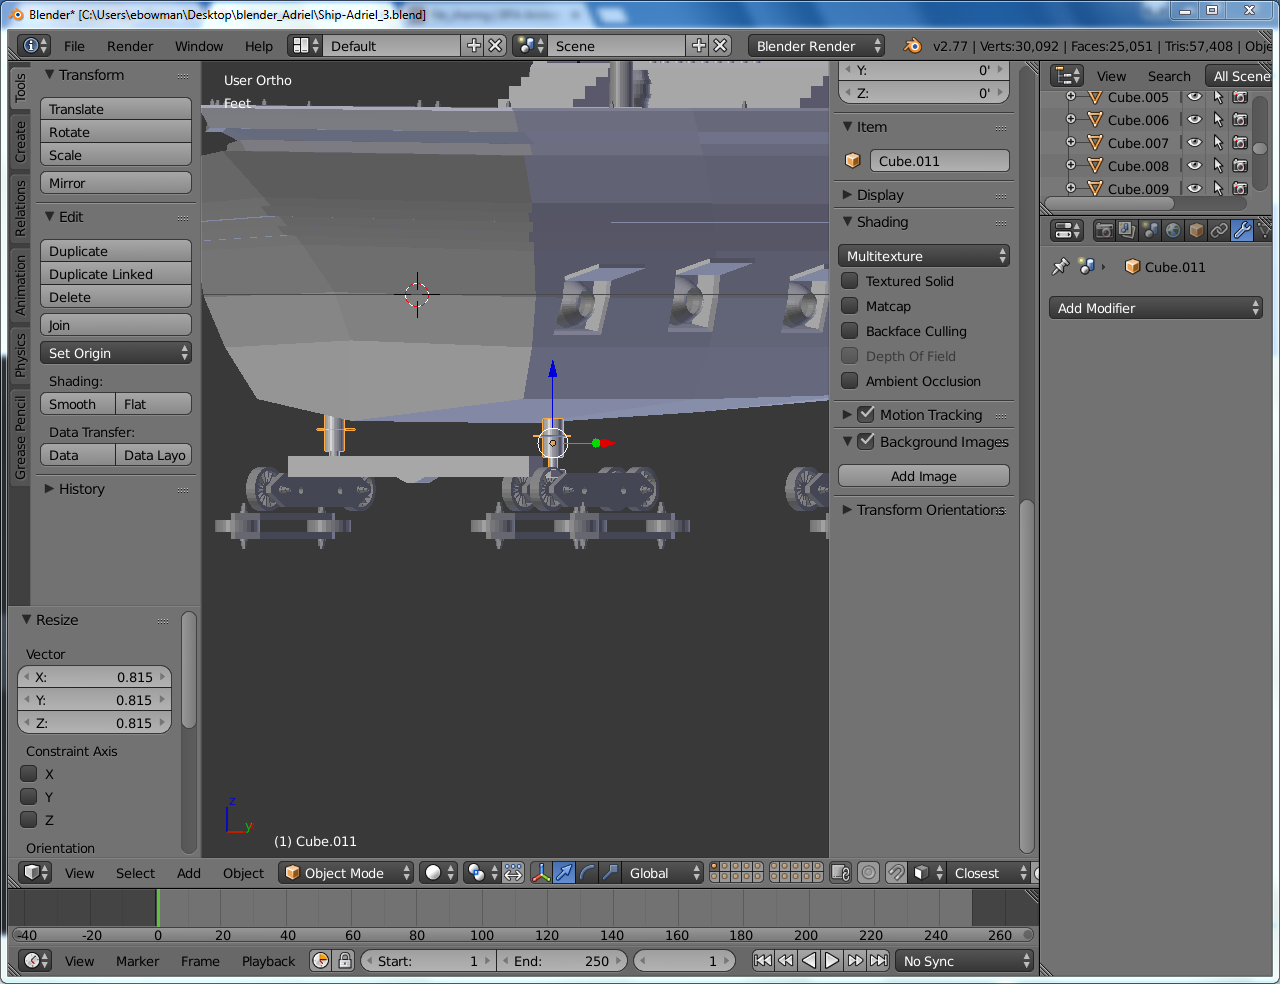 Blender* [C:\Users\ebowman\Desktop\blender_Adriel\Ship-Adriel_3.blend]
File Render Window Help Default Scene Blender Render v2.77 | Verts:30,092 | Faces:25,051 | Tris:57,408 | Obje
Tools
Create
Relations
Animation
Physics
Grease Pencil
Transform
Translate
Rotate
Scale
Mirror
Edit
Duplicate
Duplicate Linked
Delete
Join
Set Origin
Shading:
Smooth Flat
Data Transfer:
Data Data Layo
History
Resize
Vector
X: 0.815
Y: 0.815
Z: 0.815
Constraint Axis
X
Y
Z
Orientation
User Ortho
Feet
z
y
(1) Cube.011
Y: 0'
Z: 0'
Item
Cube.011
Display
Shading
Multitexture
Textured Solid
Matcap
Backface Culling
Depth Of Field
Ambient Occlusion
Motion Tracking
Background Images
Add Image
Transform Orientations
View Search All Scene
Cube.005
Cube.006
Cube.007
Cube.008
Cube.009
Cube.011
Add Modifier
View Select Add Object Object Mode Global Closest
-40 -20 0 20 40 60 80 100 120 140 160 180 200 220 240 260
View Marker Frame Playback Start: 1 End: 250 1 No Sync